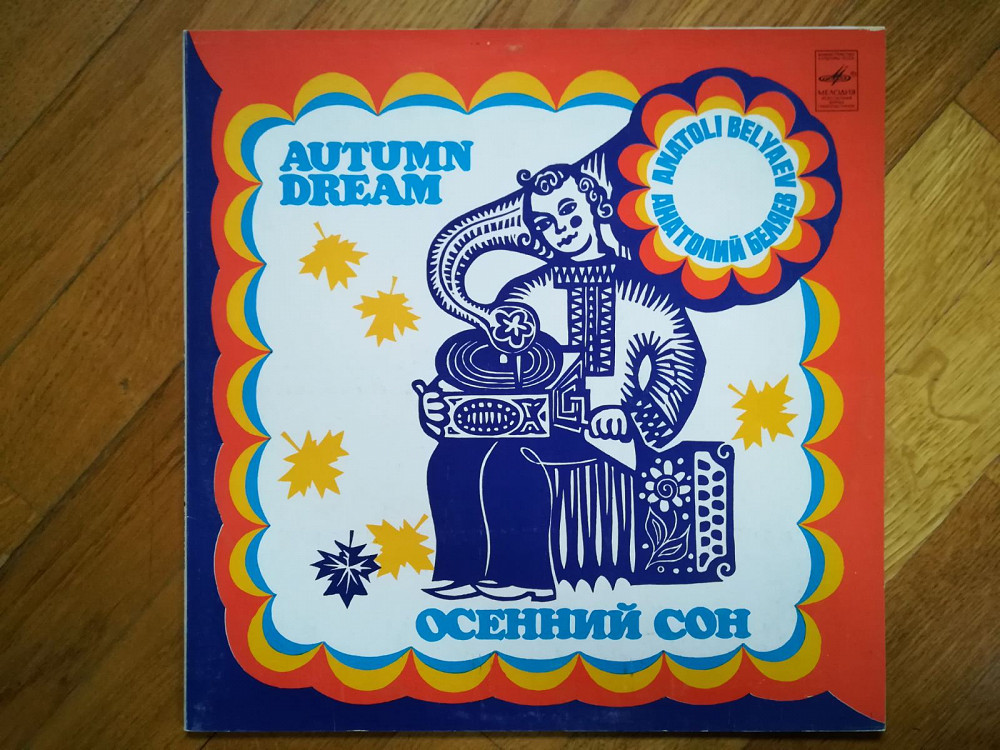 AUTUMN
DREAM
ANATOLI BELYAEV
АНАТОЛИЙ БЕЛЯЕВ
МЕЛОДИЯ
ОСЕННИЙ СОН